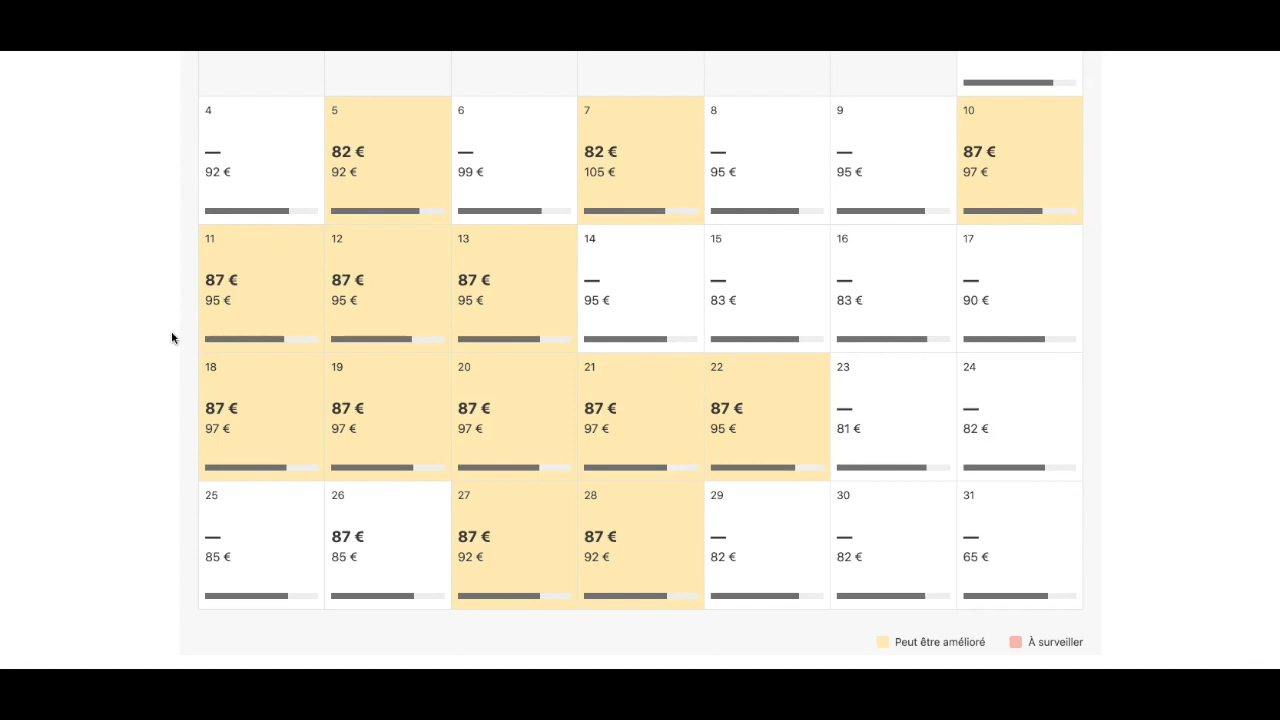 4 5 6 7 8 9 10
— 82 € — 82 € — — 87 €
92 € 92 € 99 € 105 € 95 € 95 € 97 €
11 12 13 14 15 16 17
87 € 87 € 87 € — — — —
95 € 95 € 95 € 95 € 83 € 83 € 90 €
18 19 20 21 22 23 24
87 € 87 € 87 € 87 € 87 € — —
97 € 97 € 97 € 97 € 95 € 81 € 82 €
25 26 27 28 29 30 31
— 87 € 87 € 87 € — — —
85 € 85 € 92 € 92 € 82 € 82 € 65 €
Peut être amélioré À surveiller